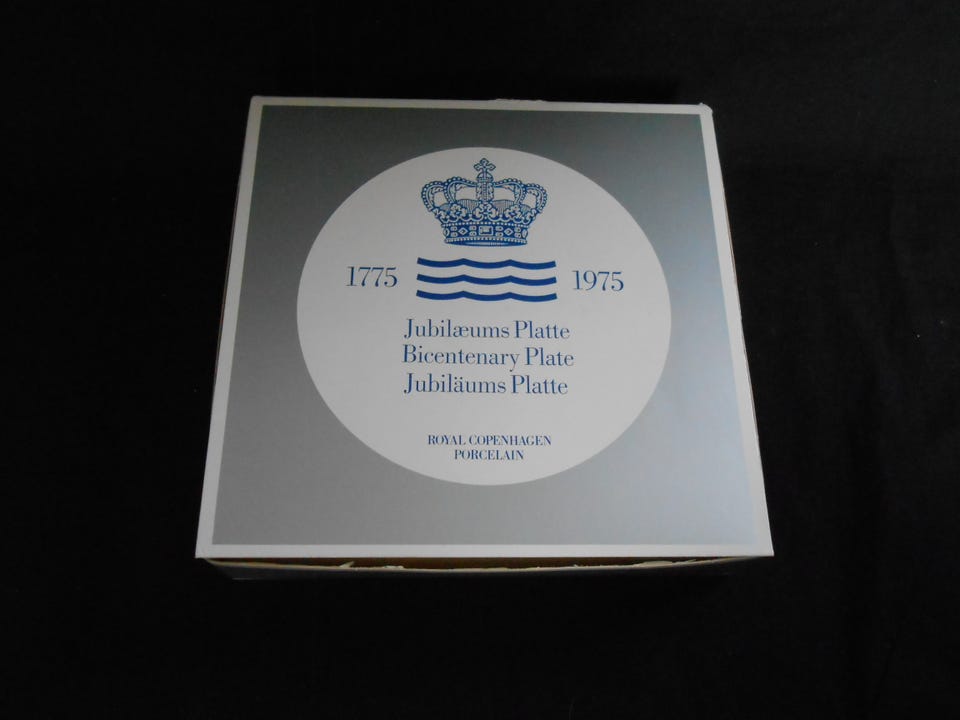 1775 1975
Jubilæums Platte
Bicentenary Plate
Jubiläums Platte
ROYAL COPENHAGEN
PORCELAIN